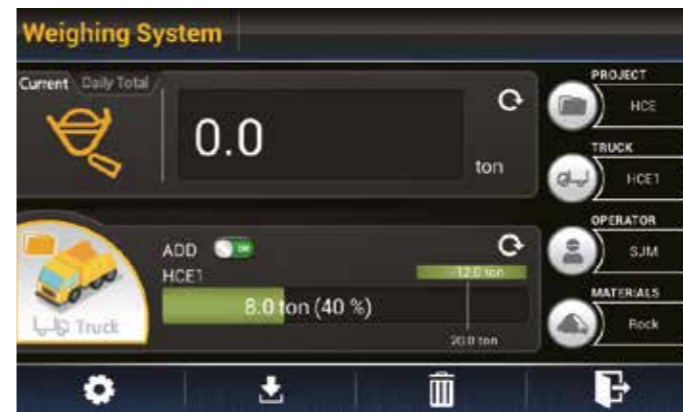 Weighing System
Current Daily Total
0.0
ton
ADD ON
HCE1
-12.0 ton
8.0 ton (40 %)
20.0 ton
Truck
PROJECT
HCE
TRUCK
HCE1
OPERATOR
SJM
MATERIALS
Rock